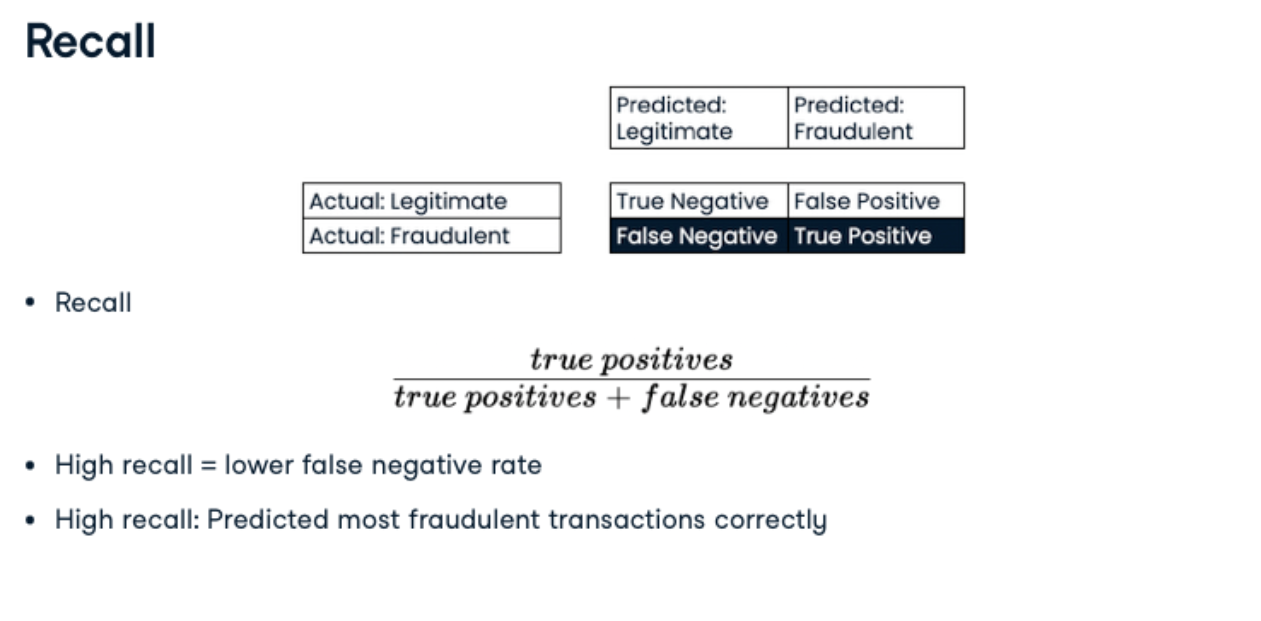 Recall
Predicted: Predicted:
Legitimate Fraudulent
Actual: Legitimate True Negative False Positive
Actual: Fraudulent False Negative True Positive
• Recall
true positives
true positives + false negatives
• High recall = lower false negative rate
• High recall: Predicted most fraudulent transactions correctly